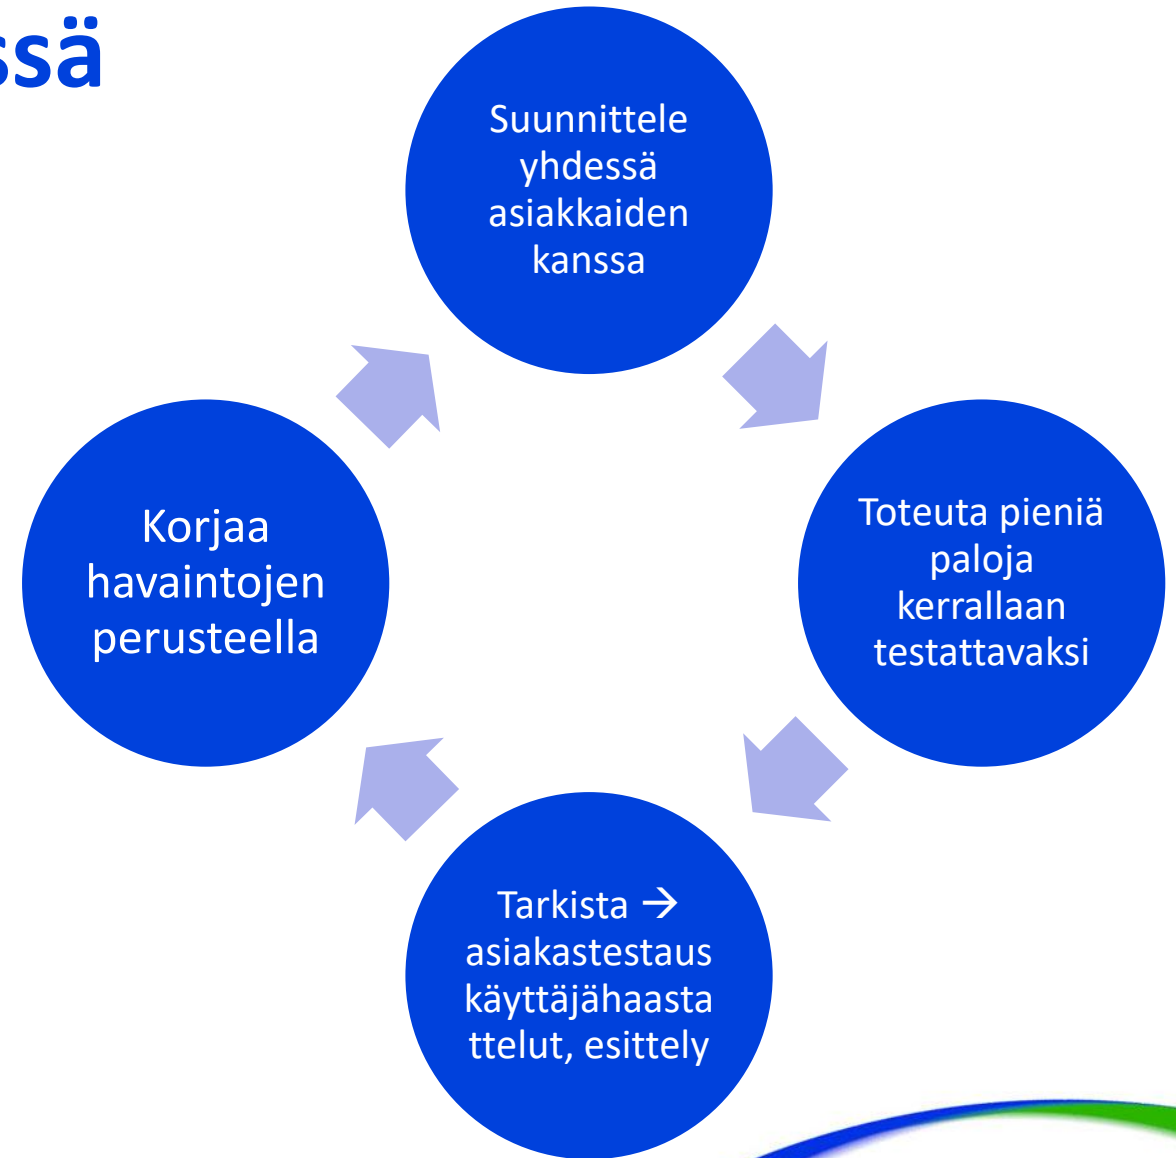 ssä
Suunnittele
yhdessä
asiakkaiden
kanssa
Toteuta pieniä
paloja
kerrallaan
testattavaksi
Tarkista →
asiakastestaus
käyttäjähaasta
ttelut, esittely
Korjaa
havaintojen
perusteella